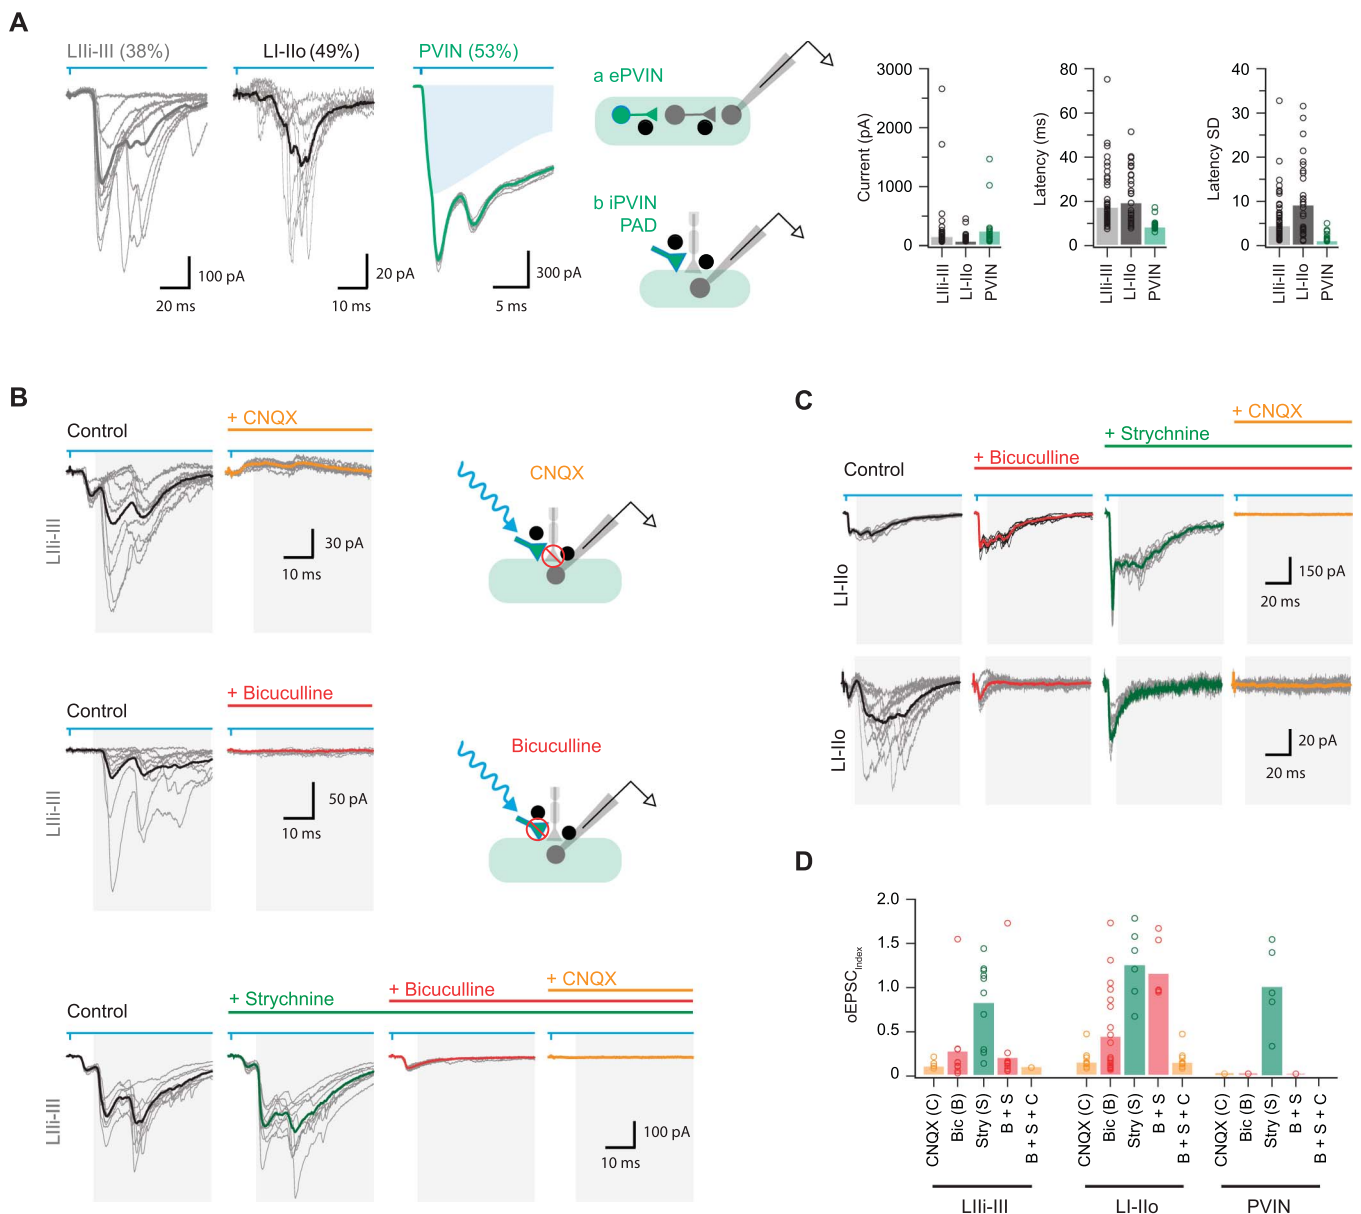 A
LIIi-III (38%)
LI-IIo (49%)
PVIN (53%)
100 pA
20 ms
20 pA
10 ms
300 pA
5 ms
a ePVIN
b iPVIN
PAD
Current (pA)
3000
2000
1000
0
LIIi-III
LI-IIo
PVIN
Latency (ms)
80
60
40
20
0
LIIi-III
LI-IIo
PVIN
Latency SD
40
30
20
10
0
LIIi-III
LI-IIo
PVIN
B
Control
+ CNQX
LIIi-III
30 pA
10 ms
CNQX
Control
+ Bicuculline
LIIi-III
50 pA
10 ms
Bicuculline
Control
+ Strychnine
+ Bicuculline
+ CNQX
LIIi-III
100 pA
10 ms
C
Control
+ Bicuculline
+ Strychnine
+ CNQX
LI-IIo
150 pA
20 ms
LI-IIo
20 pA
20 ms
D
oEPSC Index
2.0
1.5
1.0
0.5
0
CNQX (C)
Bic (B)
Stry (S)
B + S
B + S + C
CNQX (C)
Bic (B)
Stry (S)
B + S
B + S + C
CNQX (C)
Bic (B)
Stry (S)
B + S
B + S + C
LIIi-III
LI-IIo
PVIN